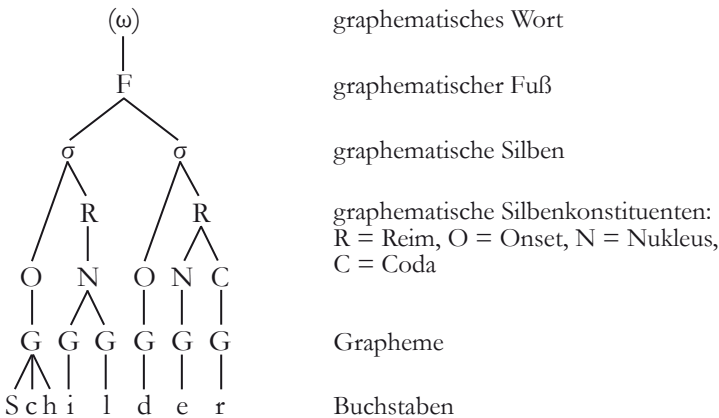 (ω) graphematisches Wort
F graphematischer Fuß
σ σ graphematische Silben
R R graphematische Silbenkonstituenten:
R = Reim, O = Onset, N = Nukleus,
O N O N C C = Coda
G G G G G G Grapheme
S c h i l d e r Buchstaben